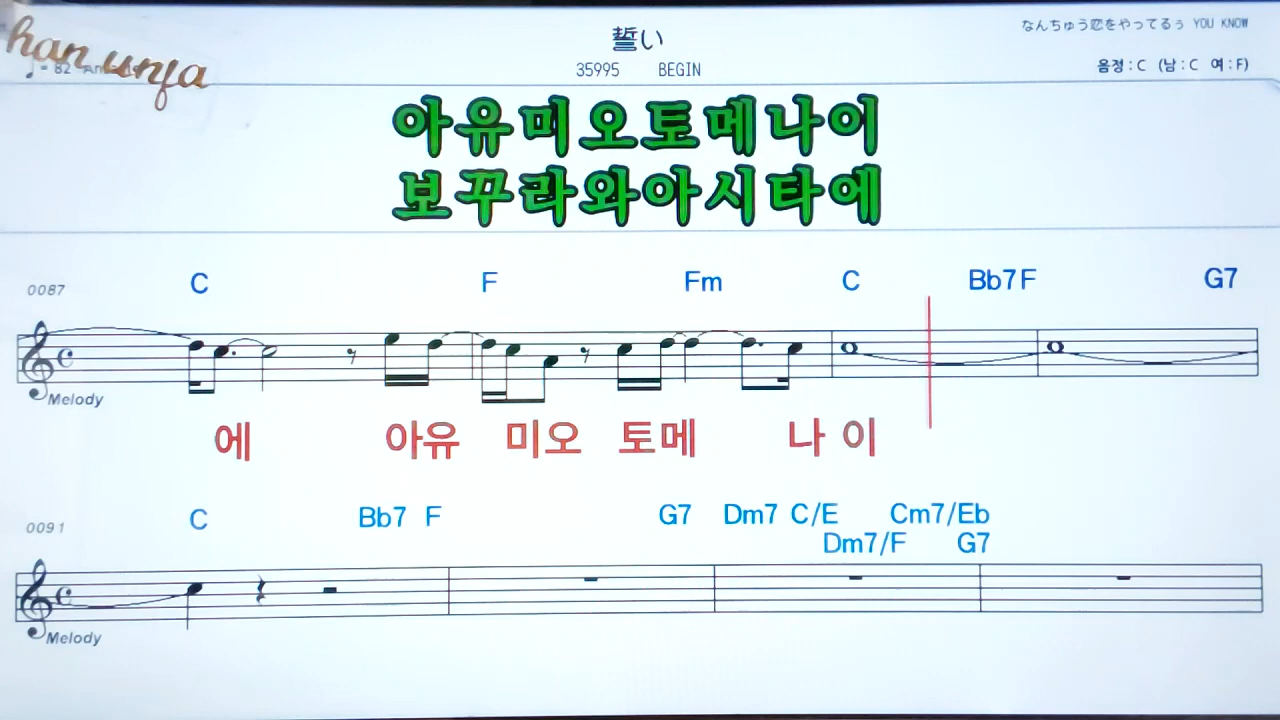 han unja
誓い
なんちゅう恋をやってるぅ YOU KNOW
♩= 82
35995 BEGIN
음정:C (남:C 여:F)
아유미오토메나이
보꾸라와아시타에
0087
C F Fm C Bb7 F G7
Melody
에 아유 미오 토메 나 이
0091
C Bb7 F G7 Dm7 C/E Cm7/Eb
Dm7/F G7
Melody